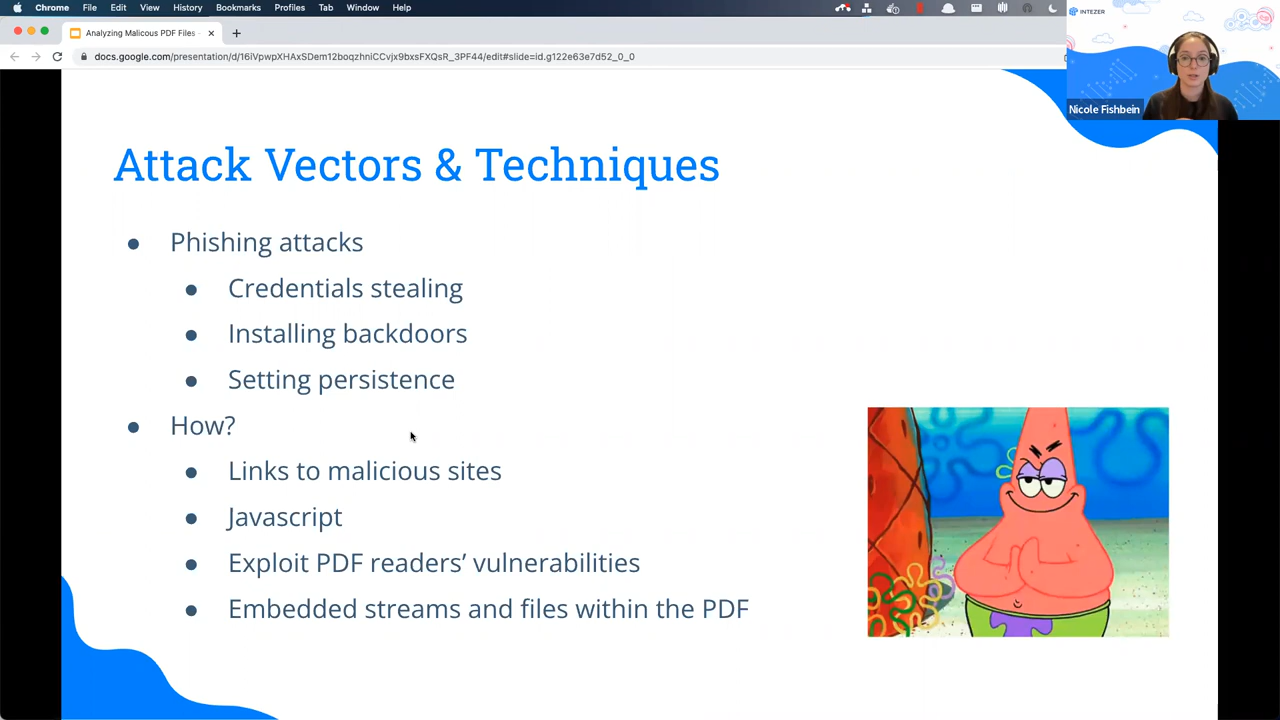 Chrome File Edit View History Bookmarks Profiles Tab Window Help
Analyzing Malicous PDF Files
docs.google.com/presentation/d/16iVpwpXHAxSDem12boqzhniCCvjx9bxsFXQsR_3PF44/edit#slide=id.g122e63e7d52_0_0
INTEZER
Nicole Fishbein
Attack Vectors & Techniques
● Phishing attacks
● Credentials stealing
● Installing backdoors
● Setting persistence
● How?
● Links to malicious sites
● Javascript
● Exploit PDF readers’ vulnerabilities
● Embedded streams and files within the PDF